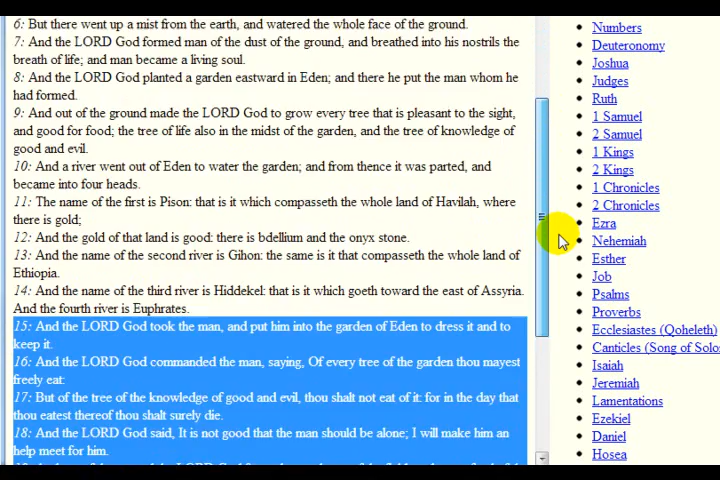 6: But there went up a mist from the earth, and watered the whole face of the ground.
7: And the LORD God formed man of the dust of the ground, and breathed into his nostrils the
breath of life; and man became a living soul.
8: And the LORD God planted a garden eastward in Eden; and there he put the man whom he
had formed.
9: And out of the ground made the LORD God to grow every tree that is pleasant to the sight,
and good for food; the tree of life also in the midst of the garden, and the tree of knowledge of
good and evil.
10: And a river went out of Eden to water the garden; and from thence it was parted, and
became into four heads.
11: The name of the first is Pison: that is it which compasseth the whole land of Havilah, where
there is gold;
12: And the gold of that land is good: there is bdellium and the onyx stone.
13: And the name of the second river is Gihon: the same is it that compasseth the whole land of
Ethiopia.
14: And the name of the third river is Hiddekel: that is it which goeth toward the east of Assyria.
And the fourth river is Euphrates.
15: And the LORD God took the man, and put him into the garden of Eden to dress it and to
keep it.
16: And the LORD God commanded the man, saying, Of every tree of the garden thou mayest
freely eat:
17: But of the tree of the knowledge of good and evil, thou shalt not eat of it: for in the day that
thou eatest thereof thou shalt surely die.
18: And the LORD God said, It is not good that the man should be alone; I will make him an
help meet for him.
Numbers
Deuteronomy
Joshua
Judges
Ruth
1 Samuel
2 Samuel
1 Kings
2 Kings
1 Chronicles
2 Chronicles
Ezra
Nehemiah
Esther
Job
Psalms
Proverbs
Ecclesiastes (Qoheleth)
Canticles (Song of Solo
Isaiah
Jeremiah
Lamentations
Ezekiel
Daniel
Hosea